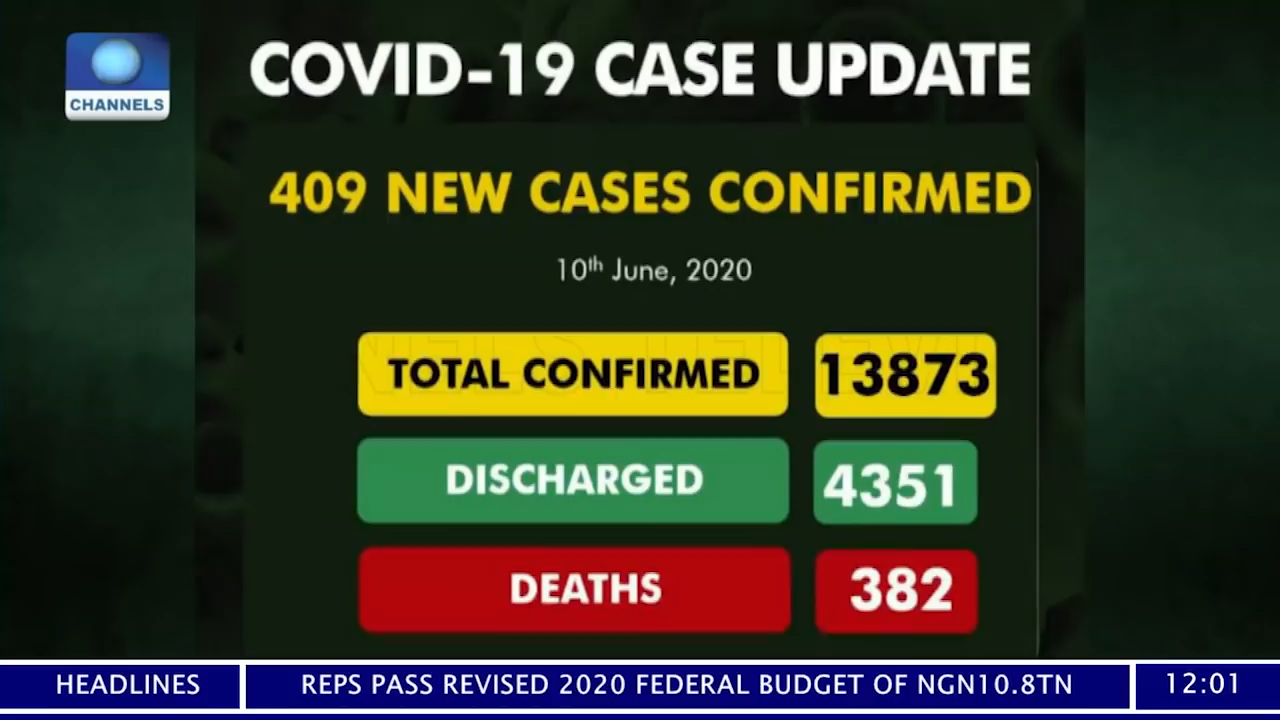 CHANNELS
COVID-19 CASE UPDATE
409 NEW CASES CONFIRMED
10th June, 2020
TOTAL CONFIRMED 13873
DISCHARGED 4351
DEATHS 382
HEADLINES REPS PASS REVISED 2020 FEDERAL BUDGET OF NGN10.8TN 12:01